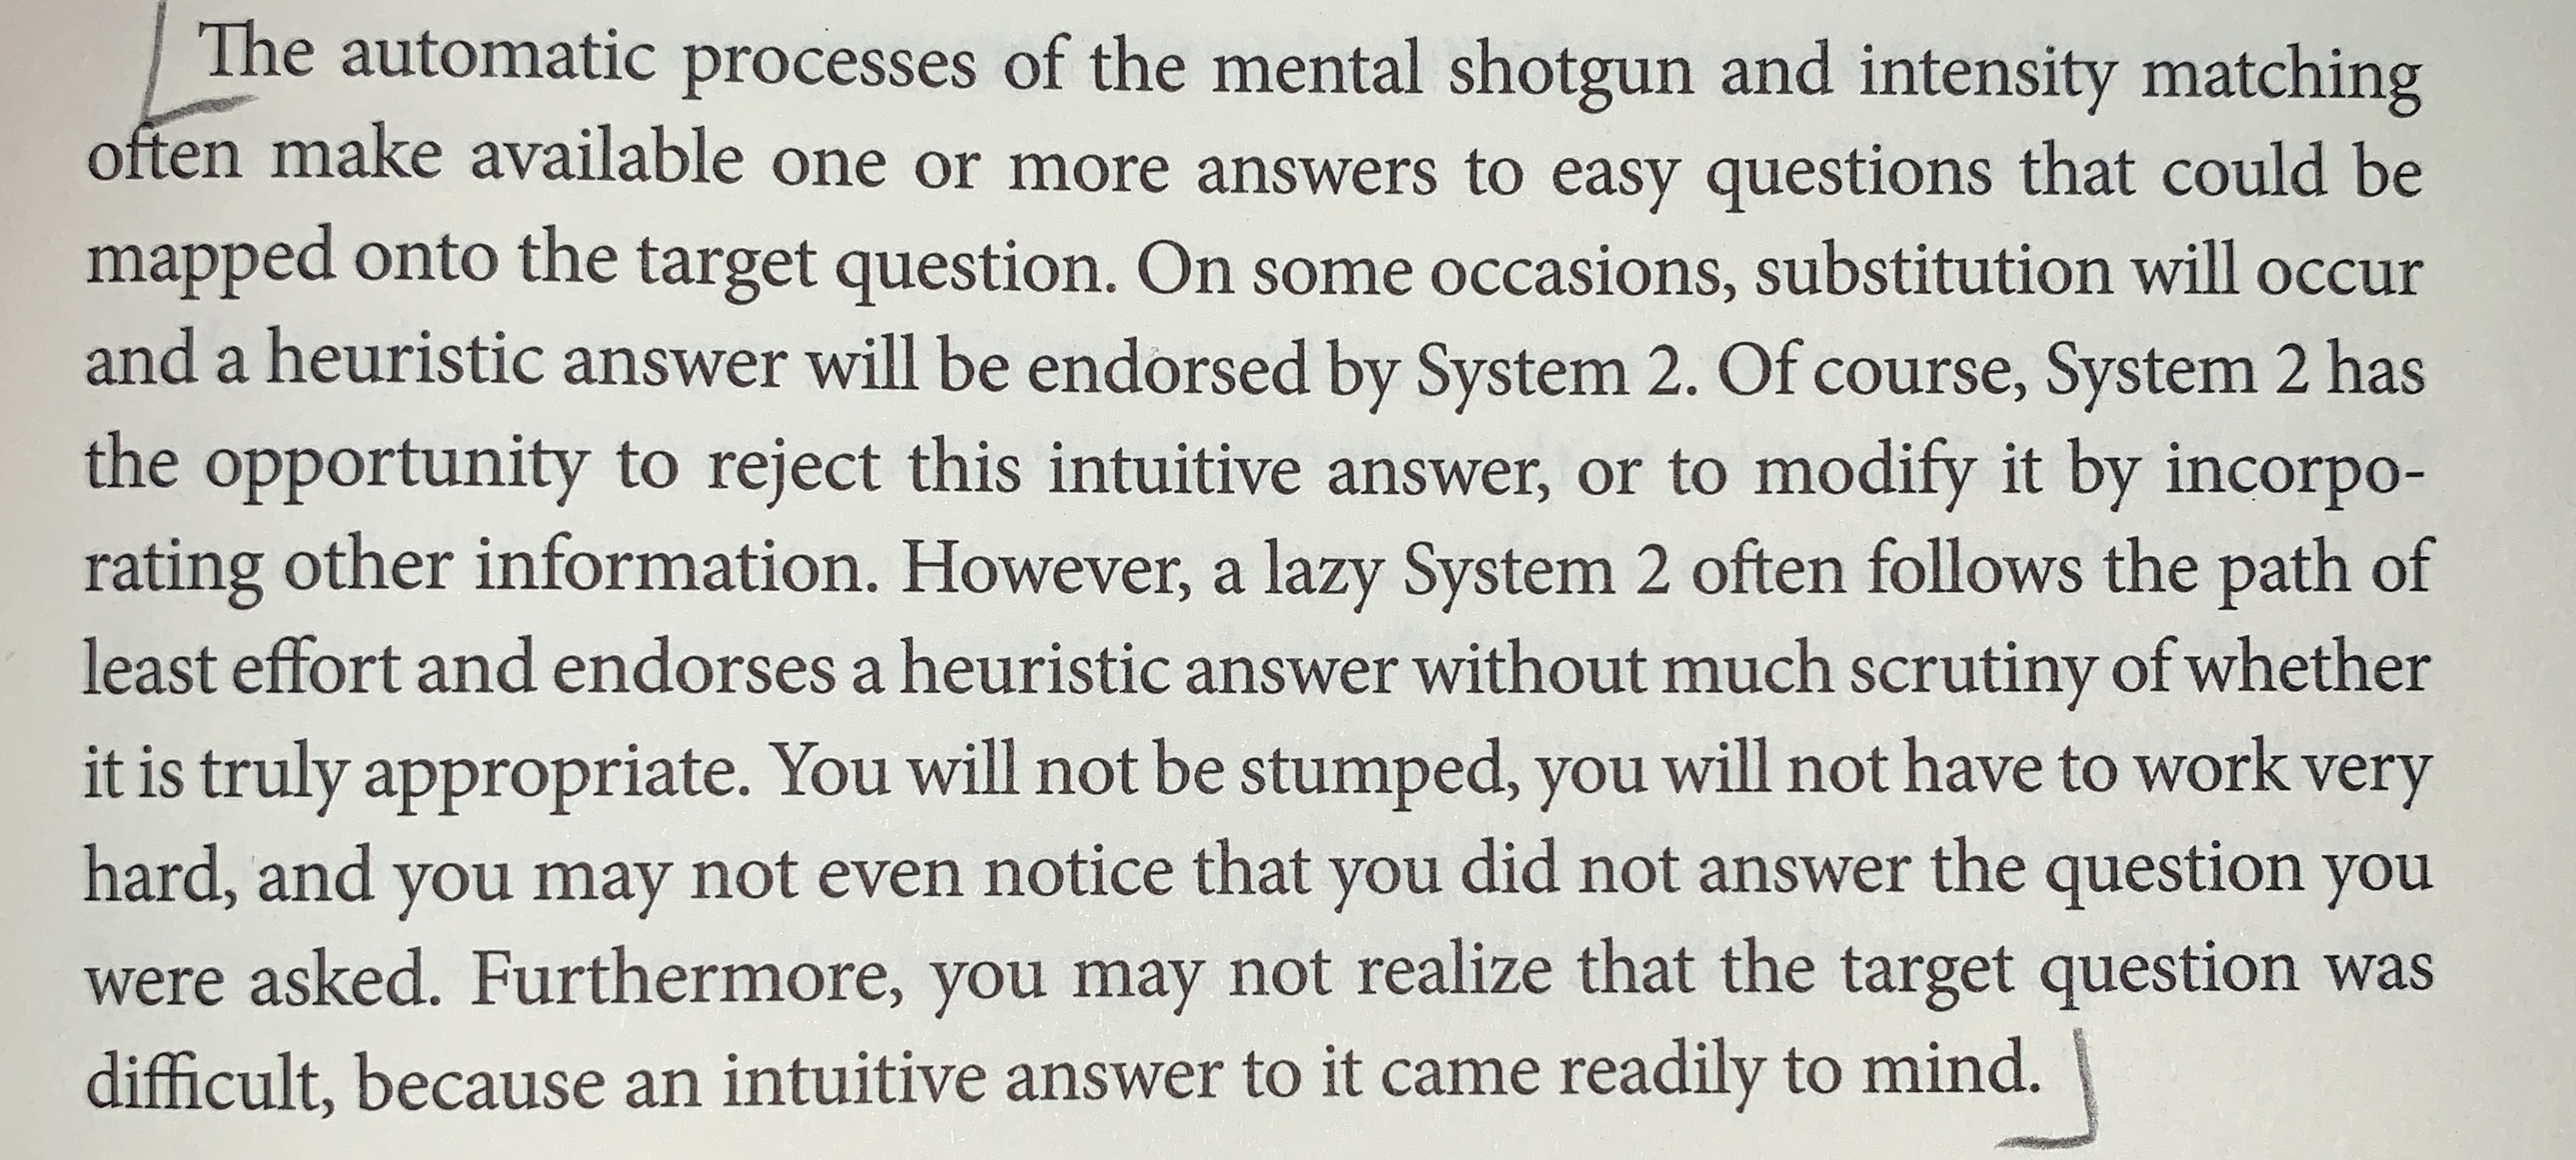 The automatic processes of the mental shotgun and intensity matching
often make available one or more answers to easy questions that could be
mapped onto the target question. On some occasions, substitution will occur
and a heuristic answer will be endorsed by System 2. Of course, System 2 has
the opportunity to reject this intuitive answer, or to modify it by incorpo-
rating other information. However, a lazy System 2 often follows the path of
least effort and endorses a heuristic answer without much scrutiny of whether
it is truly appropriate. You will not be stumped, you will not have to work very
hard, and you may not even notice that you did not answer the question you
were asked. Furthermore, you may not realize that the target question was
difficult, because an intuitive answer to it came readily to mind.